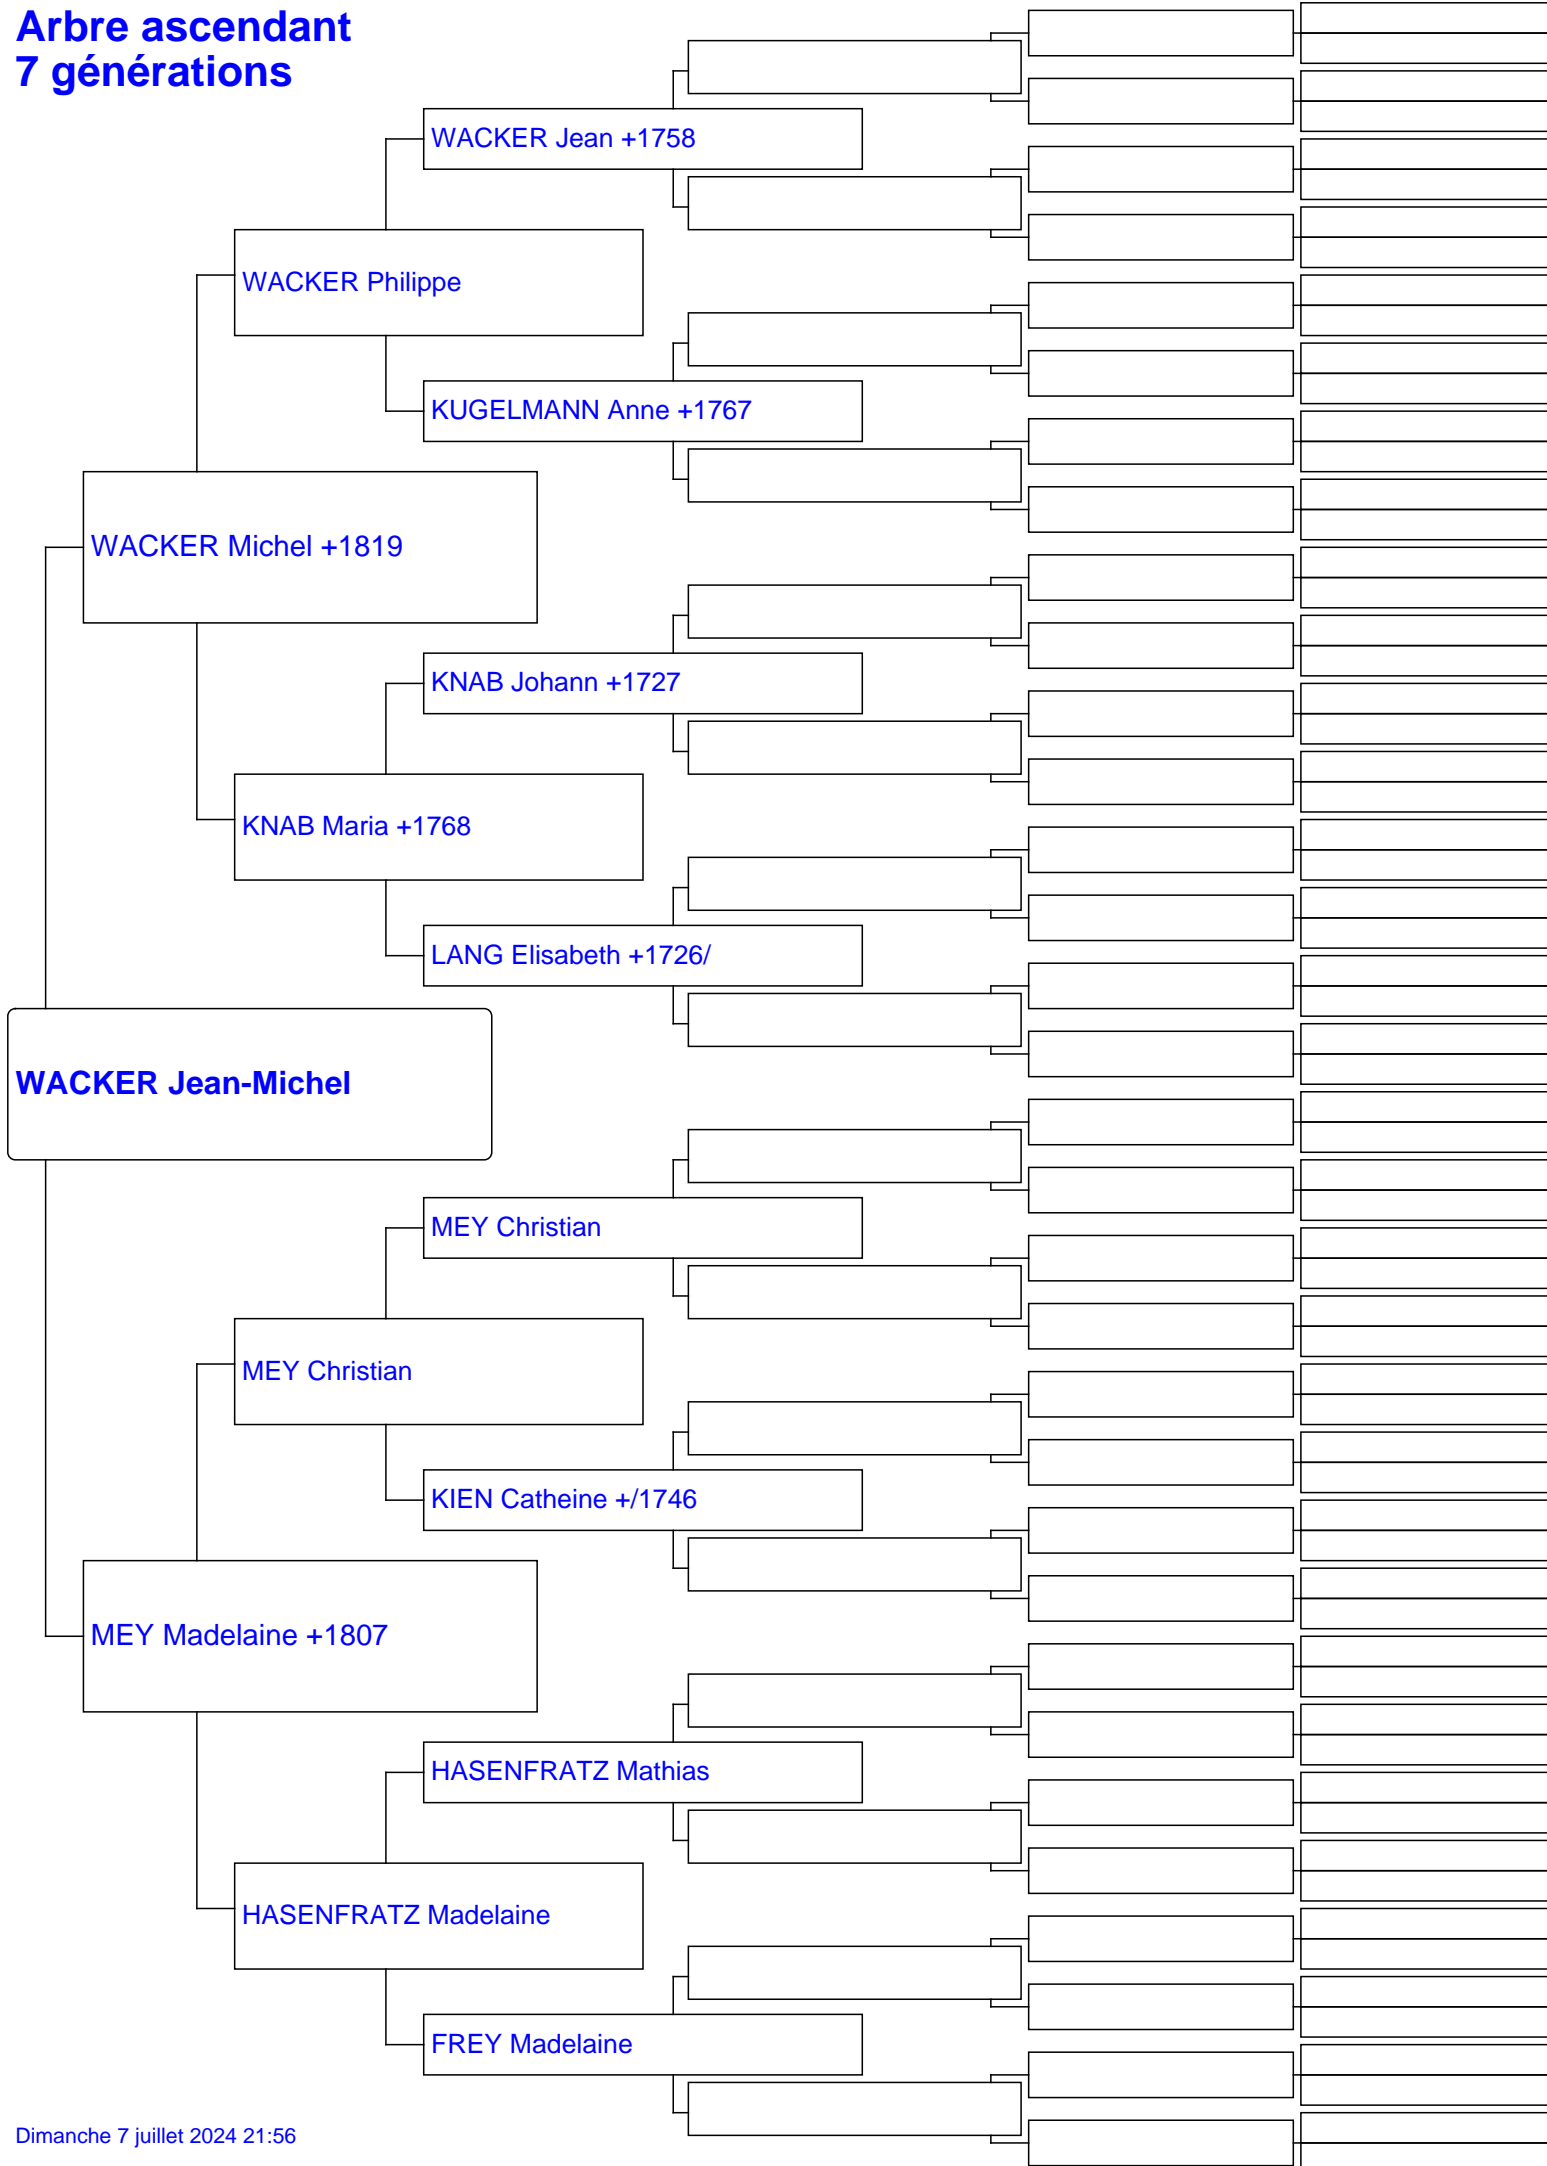 Arbre ascendant
7 générations
WACKER Jean +1758
WACKER Philippe
KUGELMANN Anne +1767
WACKER Michel +1819
KNAB Johann +1727
KNAB Maria +1768
LANG Elisabeth +1726/
WACKER Jean-Michel
MEY Christian
MEY Christian
KIEN Catheine +/1746
MEY Madelaine +1807
HASENFRATZ Mathias
HASENFRATZ Madelaine
FREY Madelaine
Dimanche 7 juillet 2024 21:56